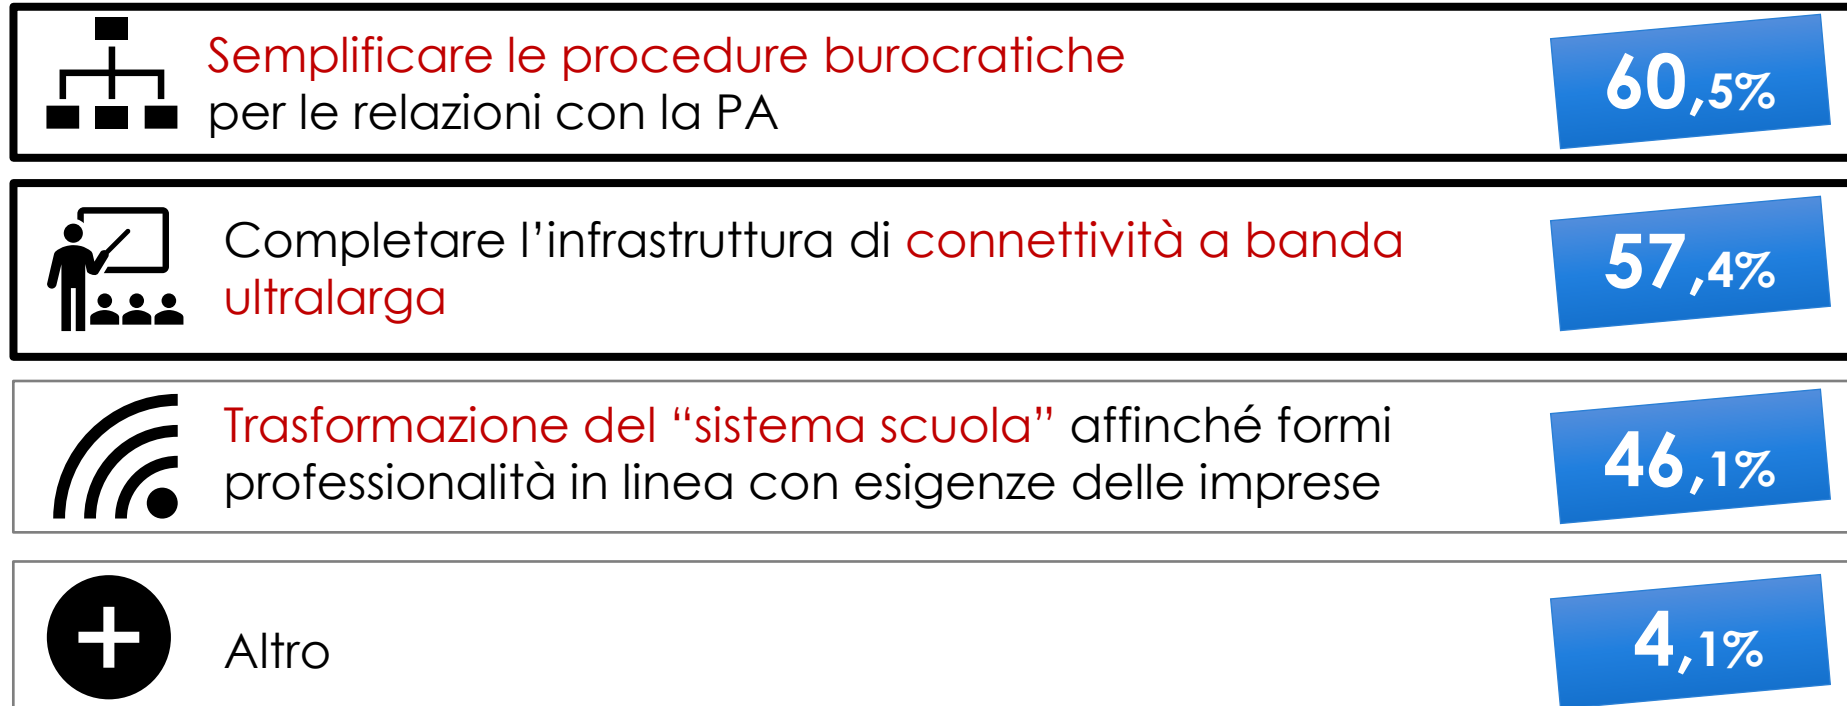 Semplificare le procedure burocratiche
per le relazioni con la PA
60,5%
Completare l’infrastruttura di connettività a banda
ultralarga
57,4%
Trasformazione del “sistema scuola” affinché formi
professionalità in linea con esigenze delle imprese
46,1%
Altro
4,1%